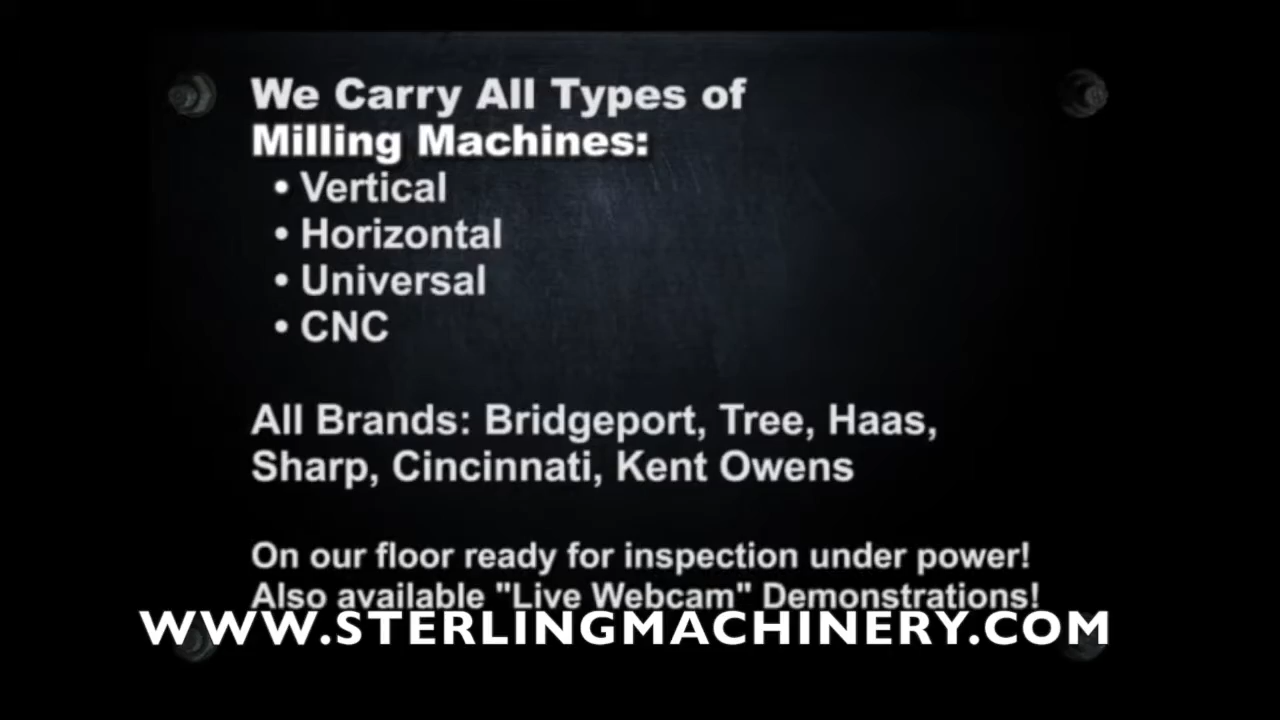 We Carry All Types of
Milling Machines:
• Vertical
• Horizontal
• Universal
• CNC
All Brands: Bridgeport, Tree, Haas,
Sharp, Cincinnati, Kent Owens
On our floor ready for inspection under power!
Also available "Live Webcam" Demonstrations!
WWW.STERLINGMACHINERY.COM